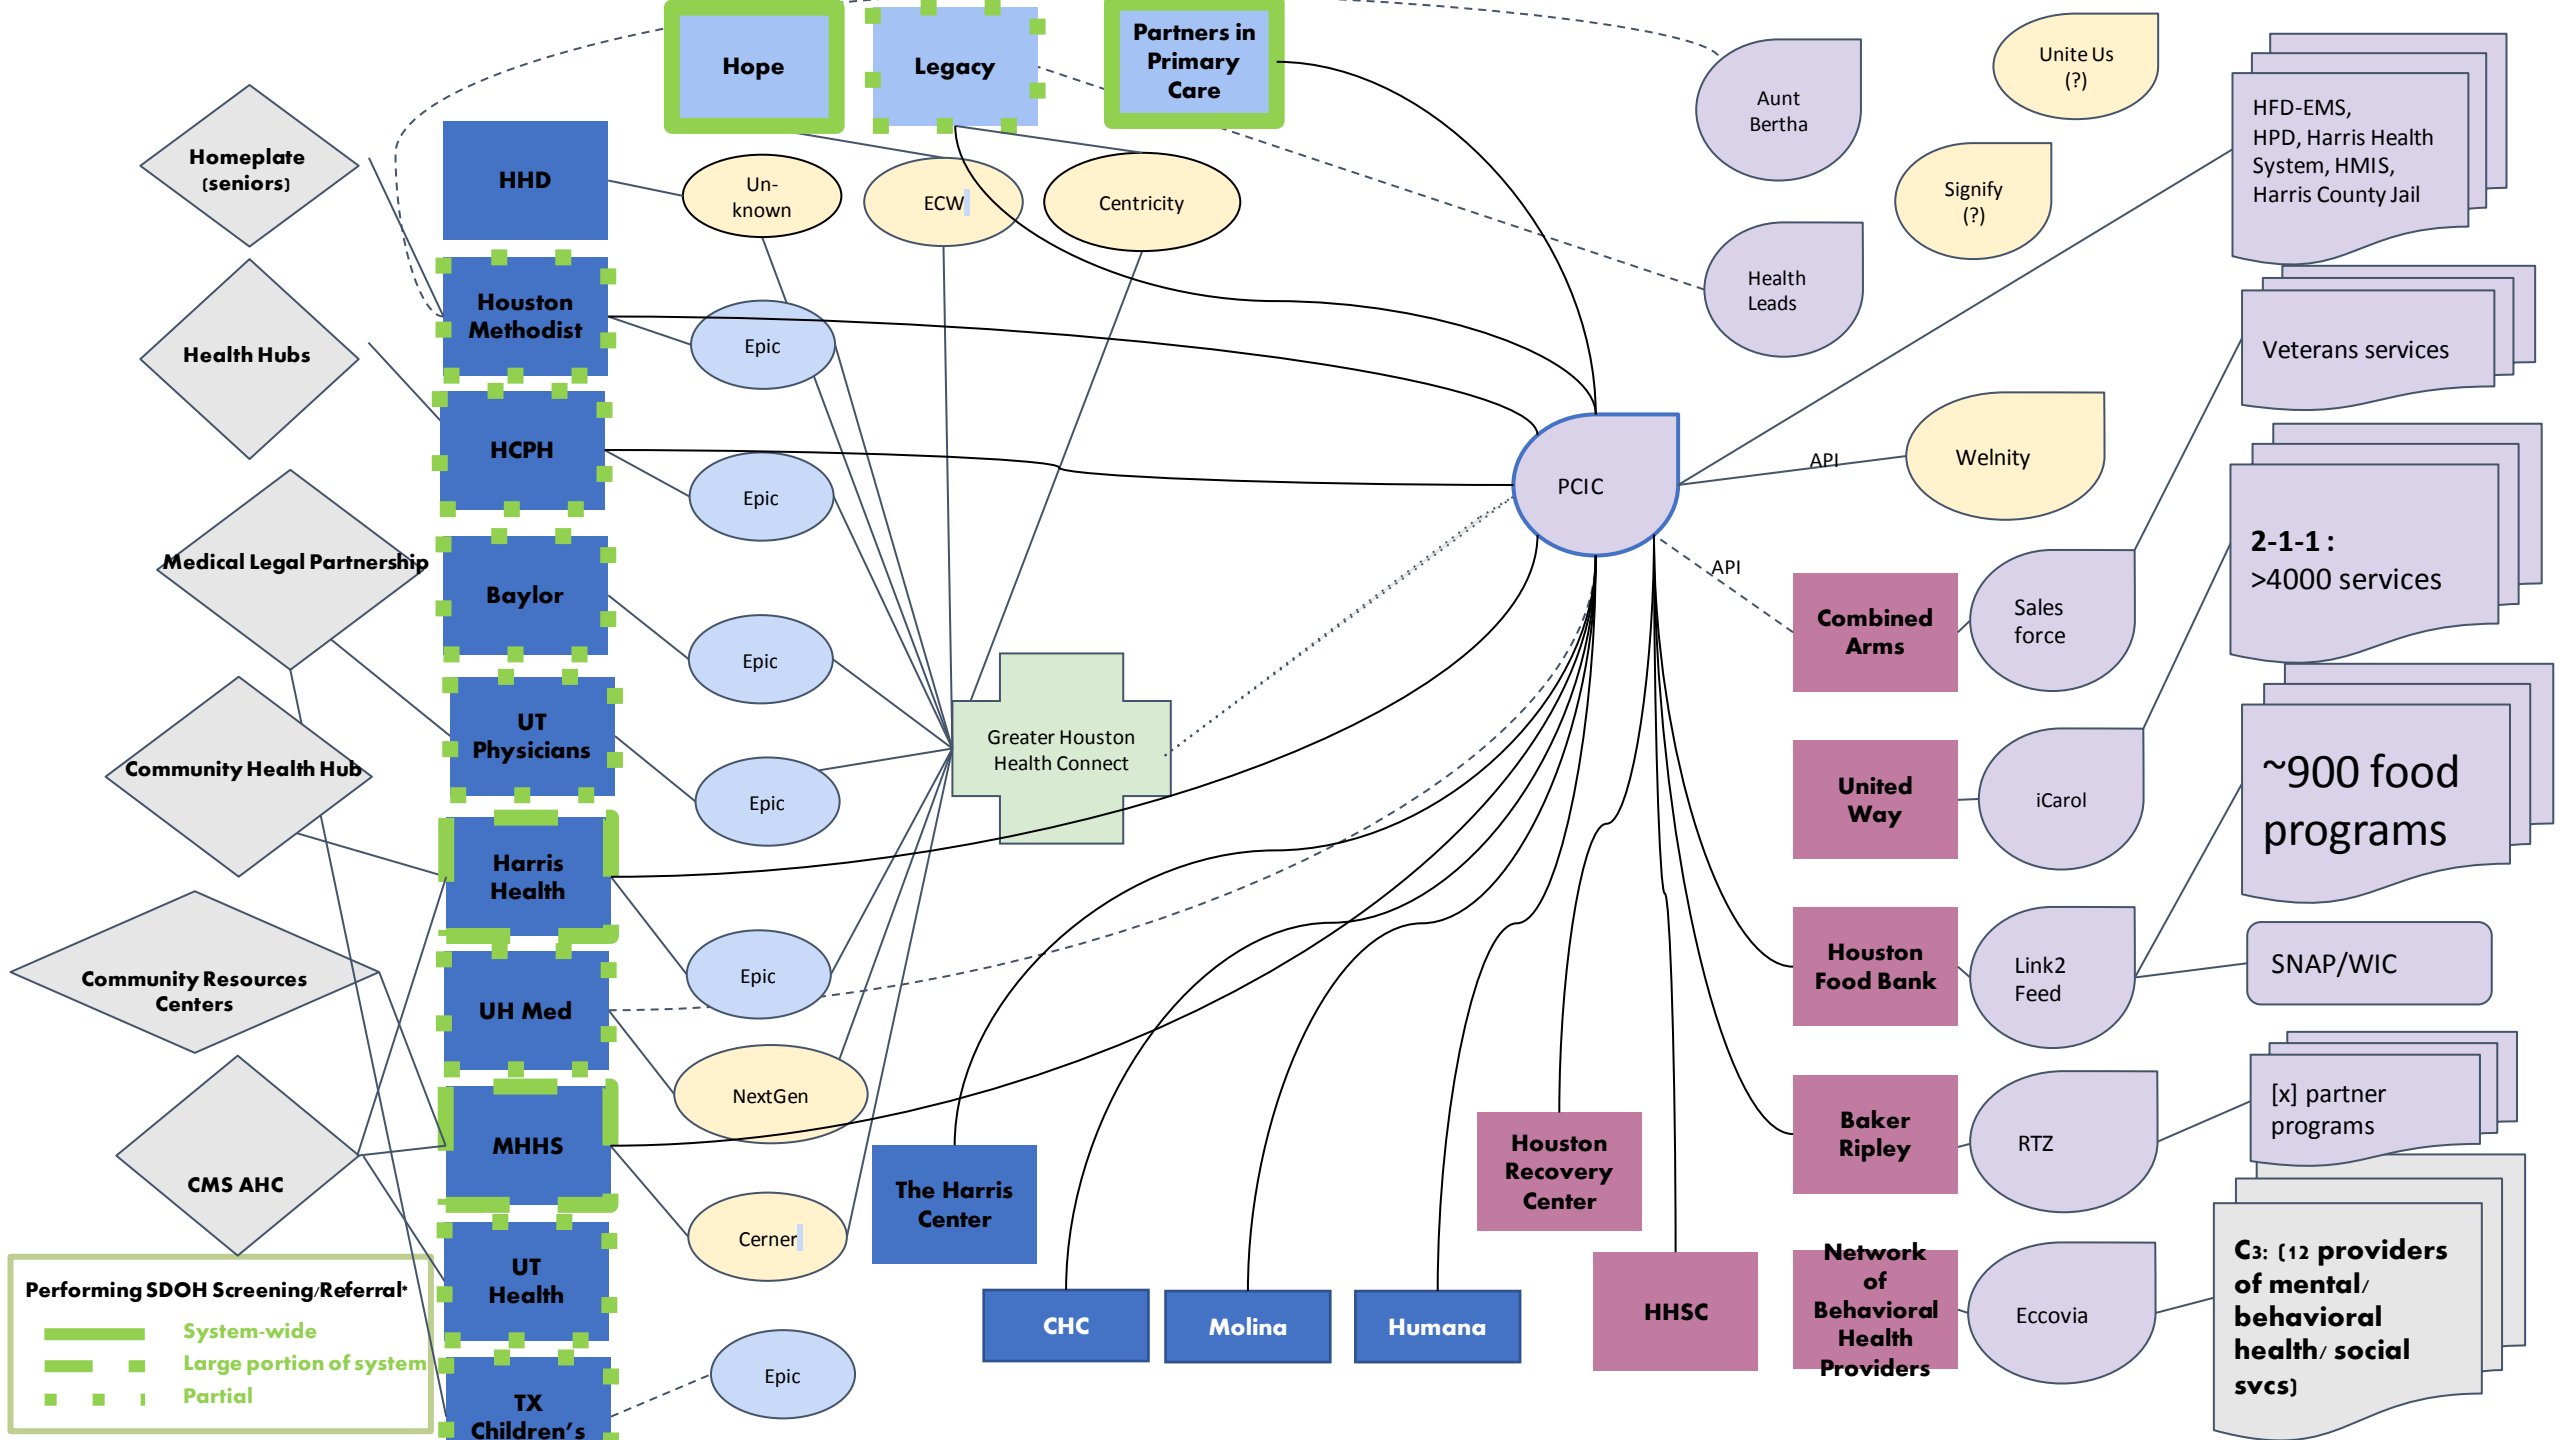 Hope
Legacy
Partners in
Primary
Care
Aunt
Bertha
Unite Us
(?)
HFD-EMS,
HPD, Harris Health
System, HMIS,
Harris County Jail
Homeplate
(seniors)
HHD
Un-
known
ECW
Centricity
Signify
(?)
Health
Leads
Houston
Methodist
Epic
Health Hubs
Veterans services
HCPH
Epic
PCIC
API
Welnity
Medical Legal Partnership
Baylor
Epic
API
Combined
Arms
Sales
force
2-1-1 :
>4000 services
UT
Physicians
Epic
Greater Houston
Health Connect
Community Health Hub
United
Way
iCarol
~900 food
programs
Harris
Health
Epic
Community Resources
Centers
UH Med
NextGen
Houston
Food Bank
Link2
Feed
SNAP/WIC
MHHS
Cerner
CMS AHC
The Harris
Center
Houston
Recovery
Center
Baker
Ripley
RTZ
[x] partner
programs
UT
Health
CHC
Molina
Humana
HHSC
Network
of
Behavioral
Health
Providers
Eccovia
C3: (12 providers
of mental/
behavioral
health/ social
svcs)
TX
Children's
Epic
Performing SDOH Screening/Referral*
System-wide
Large portion of system
Partial